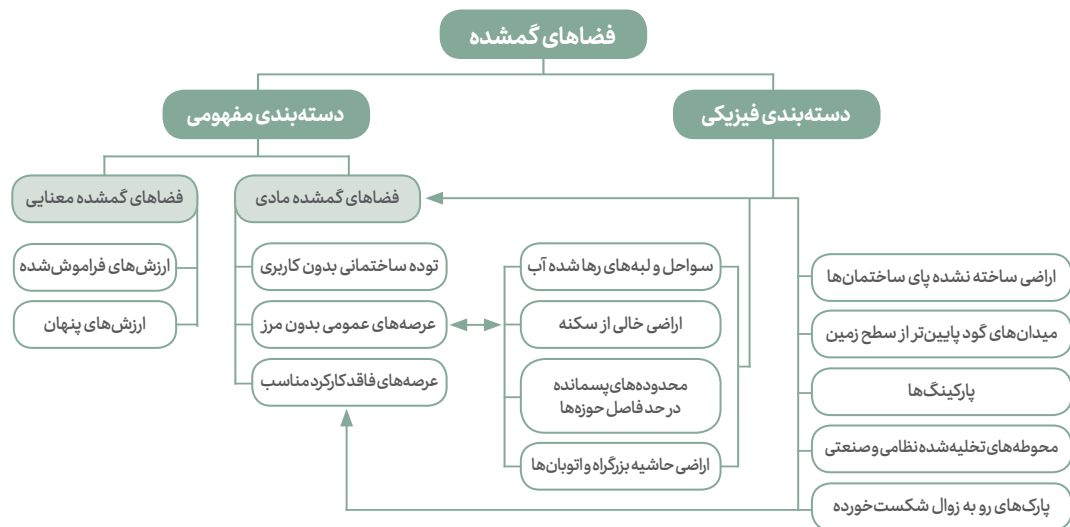 فضاهای گمشده
دسته‌بندی فیزیکی
دسته‌بندی مفهومی
فضاهای گمشده مادی
فضاهای گمشده معنایی
اراضی ساخته نشده پای ساختمان‌ها
میدان‌های گود پایین‌تر از سطح زمین
پارکینگ‌ها
محوطه‌های تخلیه‌شده نظامی و صنعتی
پارک‌های رو به زوال شکست‌خورده
سواحل و لبه‌های رها شده آب
اراضی خالی از سکنه
محدوده‌های پسمانده
در حد فاصل حوزه‌ها
اراضی حاشیه بزرگراه و اتوبان‌ها
توده ساختمانی بدون کاربری
عرصه‌های عمومی بدون مرز
عرصه‌های فاقد کارکرد مناسب
ارزش‌های فراموش‌شده
ارزش‌های پنهان